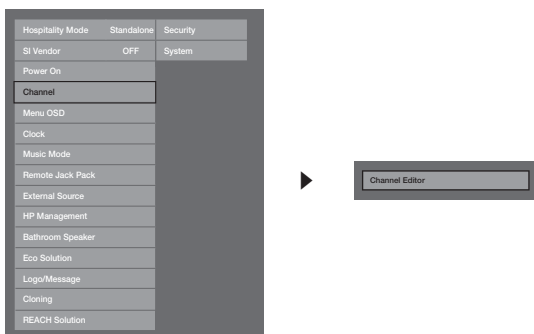 Hospitality Mode Standalone Security
SI Vendor OFF System
Power On
Channel
Menu OSD
Clock
Music Mode
Remote Jack Pack
External Source
HP Management
Bathroom Speaker
Eco Solution
Logo/Message
Cloning
REACH Solution
Channel Editor